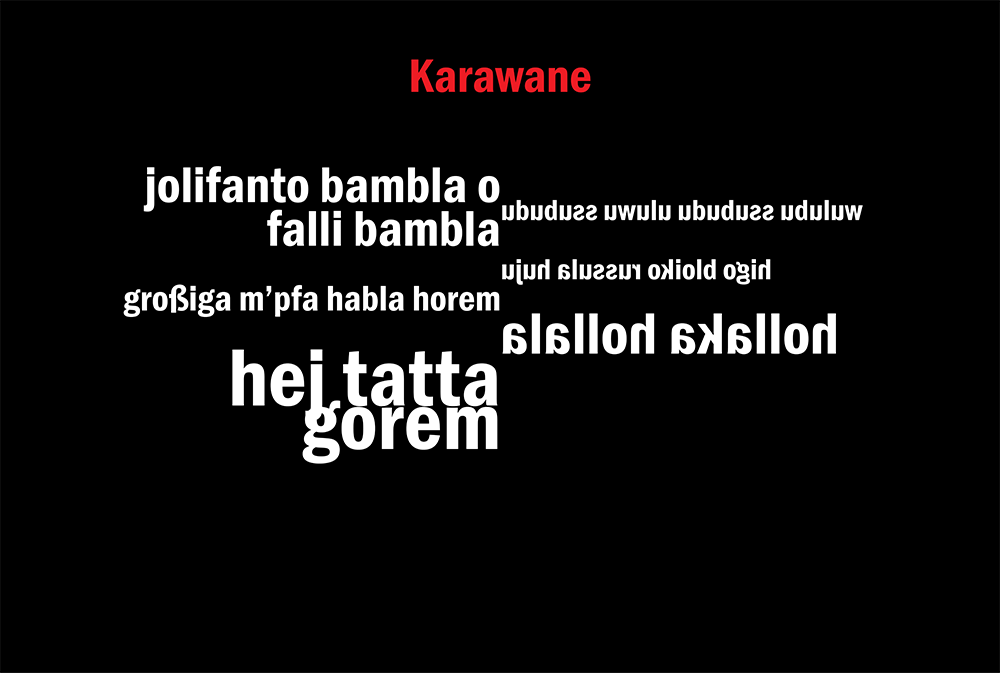 Karawane
jolifanto bambla o
falli bambla
großiga m’pfa habla horem
hej tatta
gorem
wulubu ssubudu uluwu ssubudu
higo bloiko russula huju
hollaka hollala